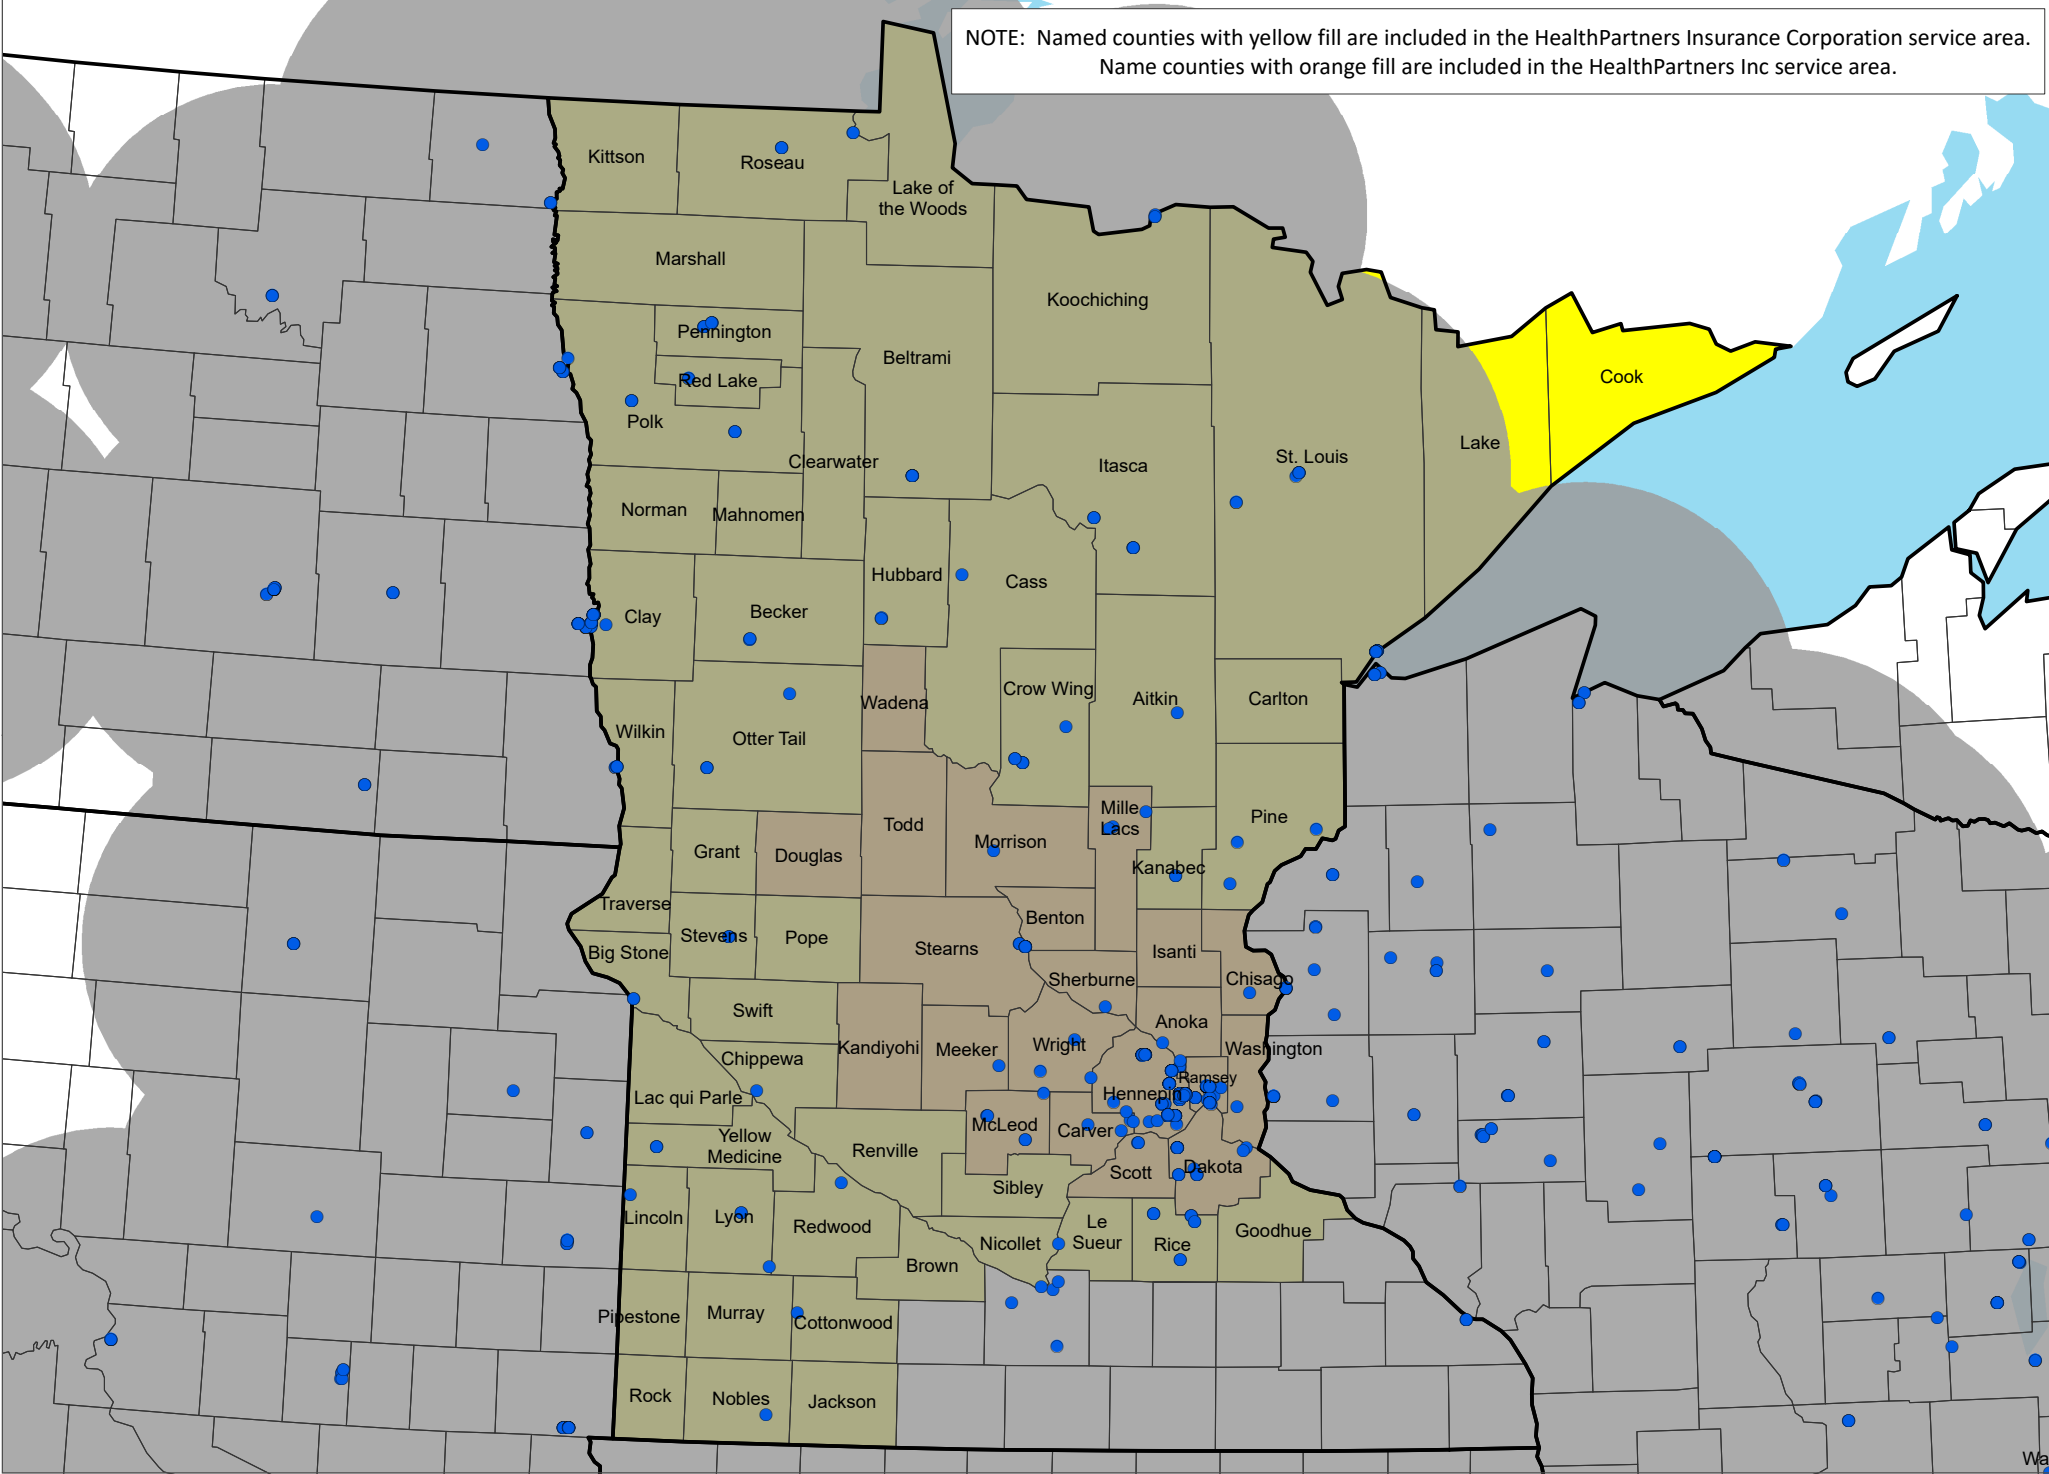 NOTE: Named counties with yellow fill are included in the HealthPartners Insurance Corporation service area.
Name counties with orange fill are included in the HealthPartners Inc service area.
Kittson
Roseau
Lake of
the Woods
Marshall
Koochiching
Pennington
Beltrami
Red Lake
Cook
Polk
Lake
Clearwater
Itasca
St. Louis
Norman
Mahnomen
Hubbard
Cass
Clay
Becker
Wadena
Crow Wing
Aitkin
Carlton
Wilkin
Otter Tail
Mille
Lacs
Pine
Todd
Morrison
Grant
Douglas
Kanabec
Traverse
Benton
Stevens
Pope
Stearns
Isanti
Big Stone
Sherburne
Chisago
Swift
Anoka
Kandiyohi
Meeker
Wright
Washington
Chippewa
Ramsey
Hennepin
Lac qui Parle
McLeod
Carver
Yellow
Medicine
Renville
Scott
Dakota
Sibley
Lincoln
Lyon
Redwood
Le
Sueur
Rice
Goodhue
Nicollet
Brown
Pipestone
Murray
Cottonwood
Rock
Nobles
Jackson
Wa